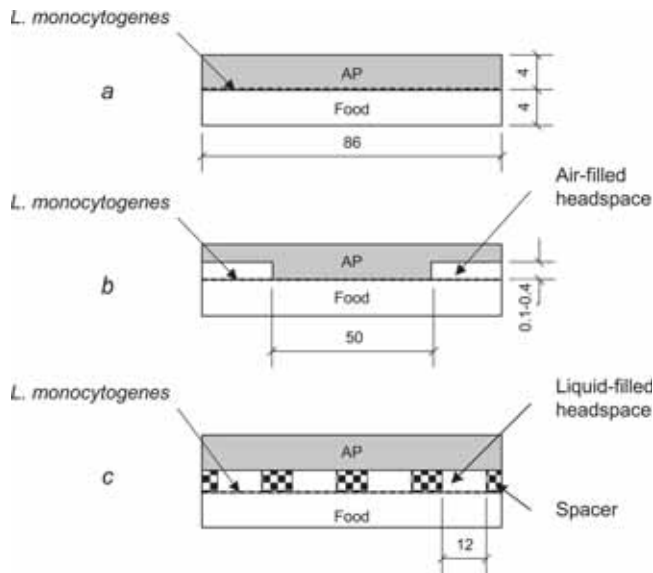 L. monocytogenes
AP
a
4
Food
4
86
Air-filled
headspace
L. monocytogenes
AP
b
Food
0.1-0.4
50
L. monocytogenes
Liquid-filled
headspace
AP
c
Food
Spacer
12